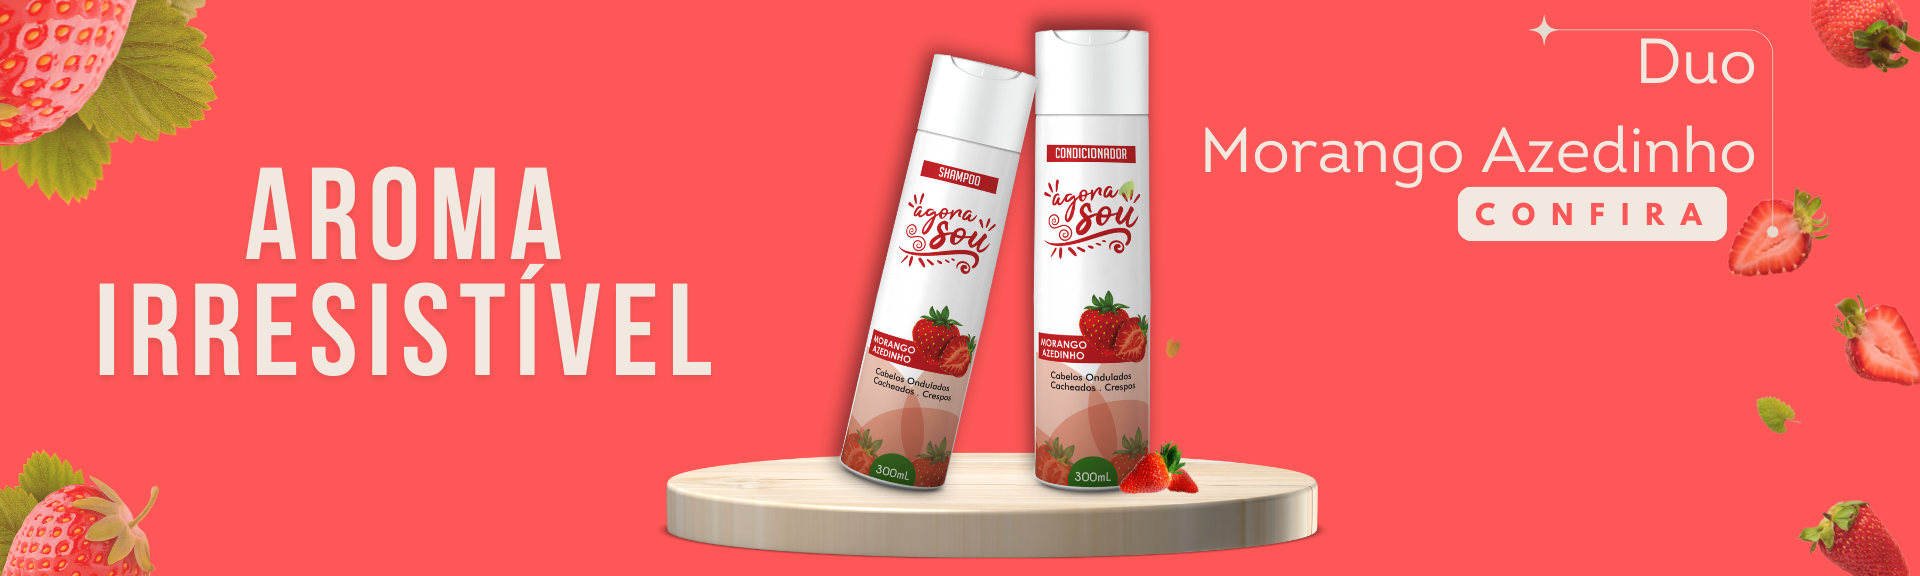 AROMA
IRRESISTÍVEL
SHAMPOO
agora
sou
MORANGO
AZEDINHO
Cabelos Ondulados
Cacheados . Crespos
300mL
CONDICIONADOR
agora
sou
MORANGO
AZEDINHO
Cabelos Ondulados
Cacheados . Crespos
300mL
Duo
Morango Azedinho
CONFIRA